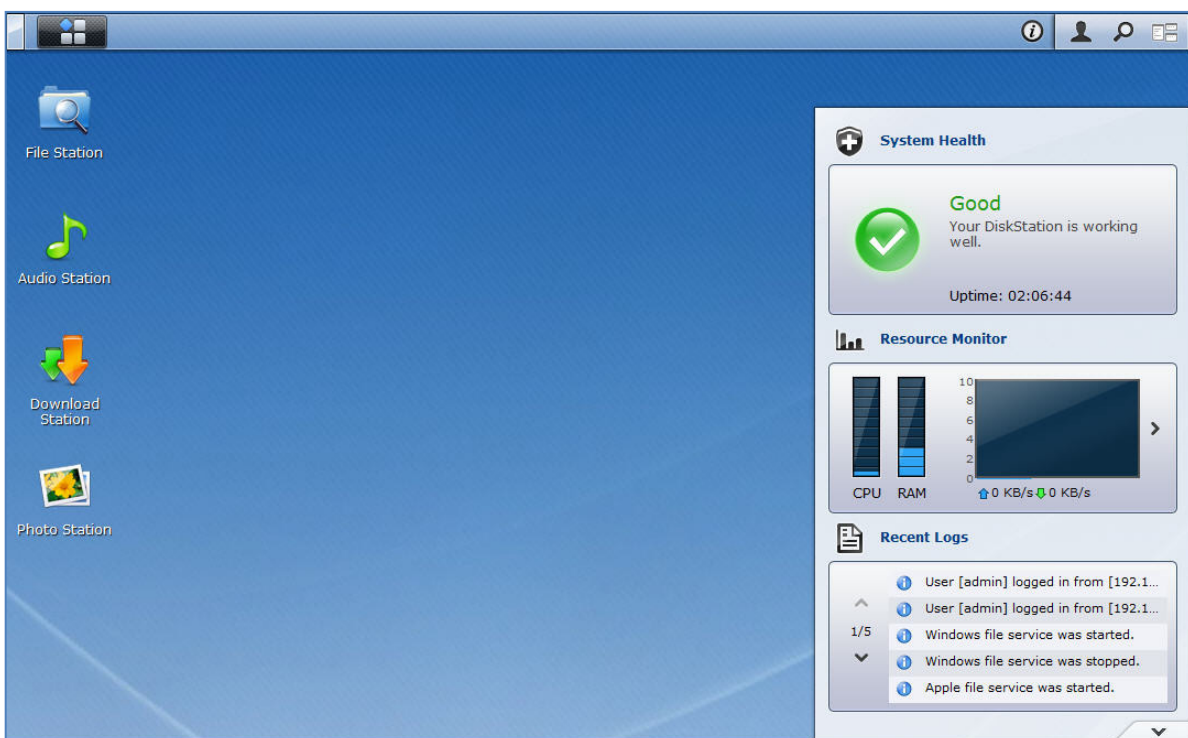 File Station
Audio Station
Download
Station
Photo Station
System Health
Good
Your DiskStation is working
well.
Uptime: 02:06:44
Resource Monitor
10
8
6
4
2
0
CPU RAM
0 KB/s 0 KB/s
Recent Logs
User [admin] logged in from [192.1...
User [admin] logged in from [192.1...
1/5
Windows file service was started.
Windows file service was stopped.
Apple file service was started.